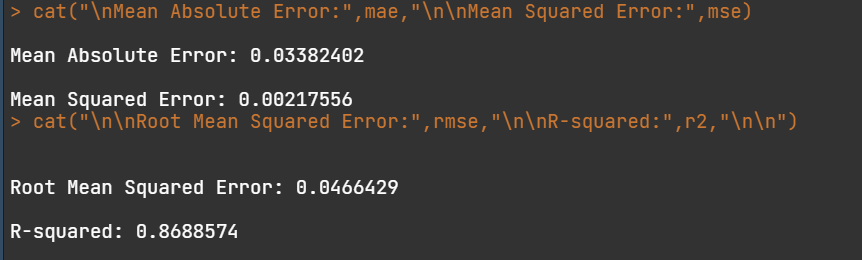 > cat("\nMean Absolute Error:",mae,"\n\nMean Squared Error:",mse)
Mean Absolute Error: 0.03382402
Mean Squared Error: 0.00217556
> cat("\n\nRoot Mean Squared Error:",rmse,"\n\nR-squared:",r2,"\n\n")
Root Mean Squared Error: 0.0466429
R-squared: 0.8688574